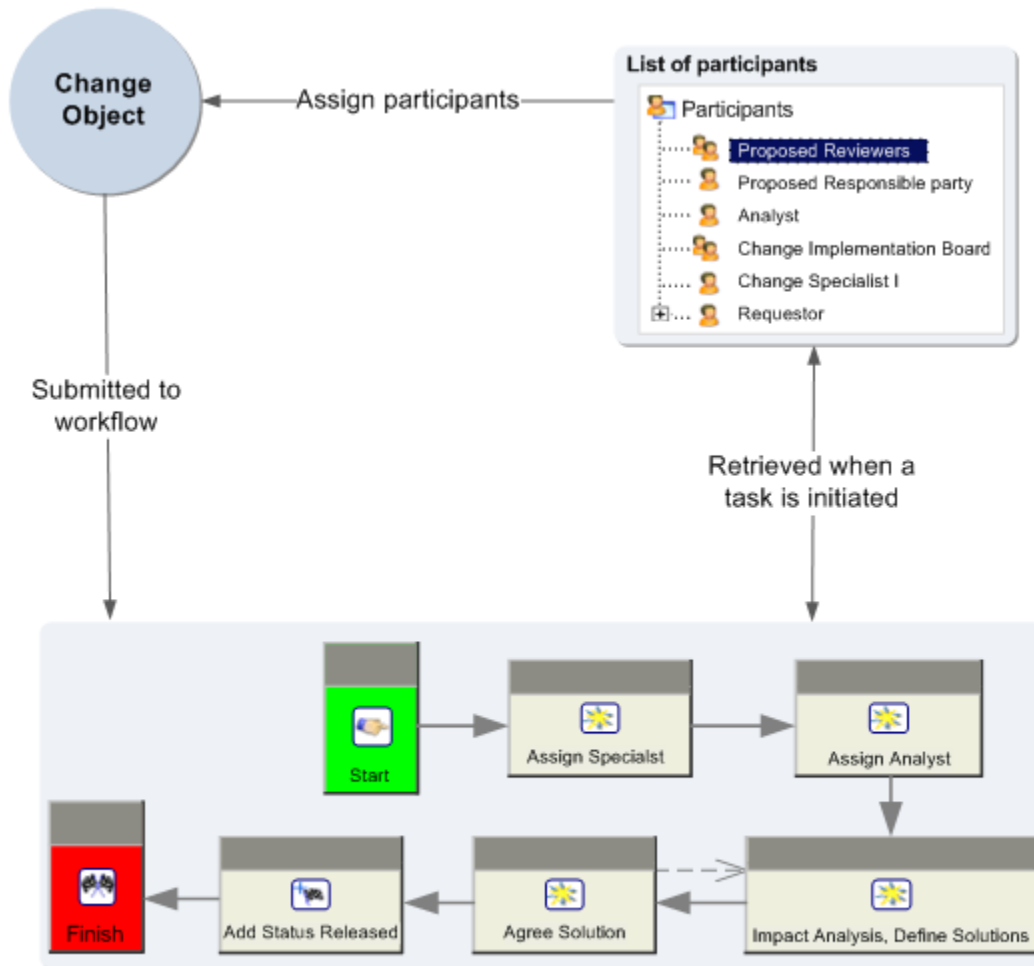 Change
Object
Assign participants
List of participants
Participants
Proposed Reviewers
Proposed Responsible party
Analyst
Change Implementation Board
Change Specialist I
Requestor
Submitted to
workflow
Retrieved when a
task is initiated
Start
Assign Specialst
Assign Analyst
Finish
Add Status Released
Agree Solution
Impact Analysis, Define Solutions